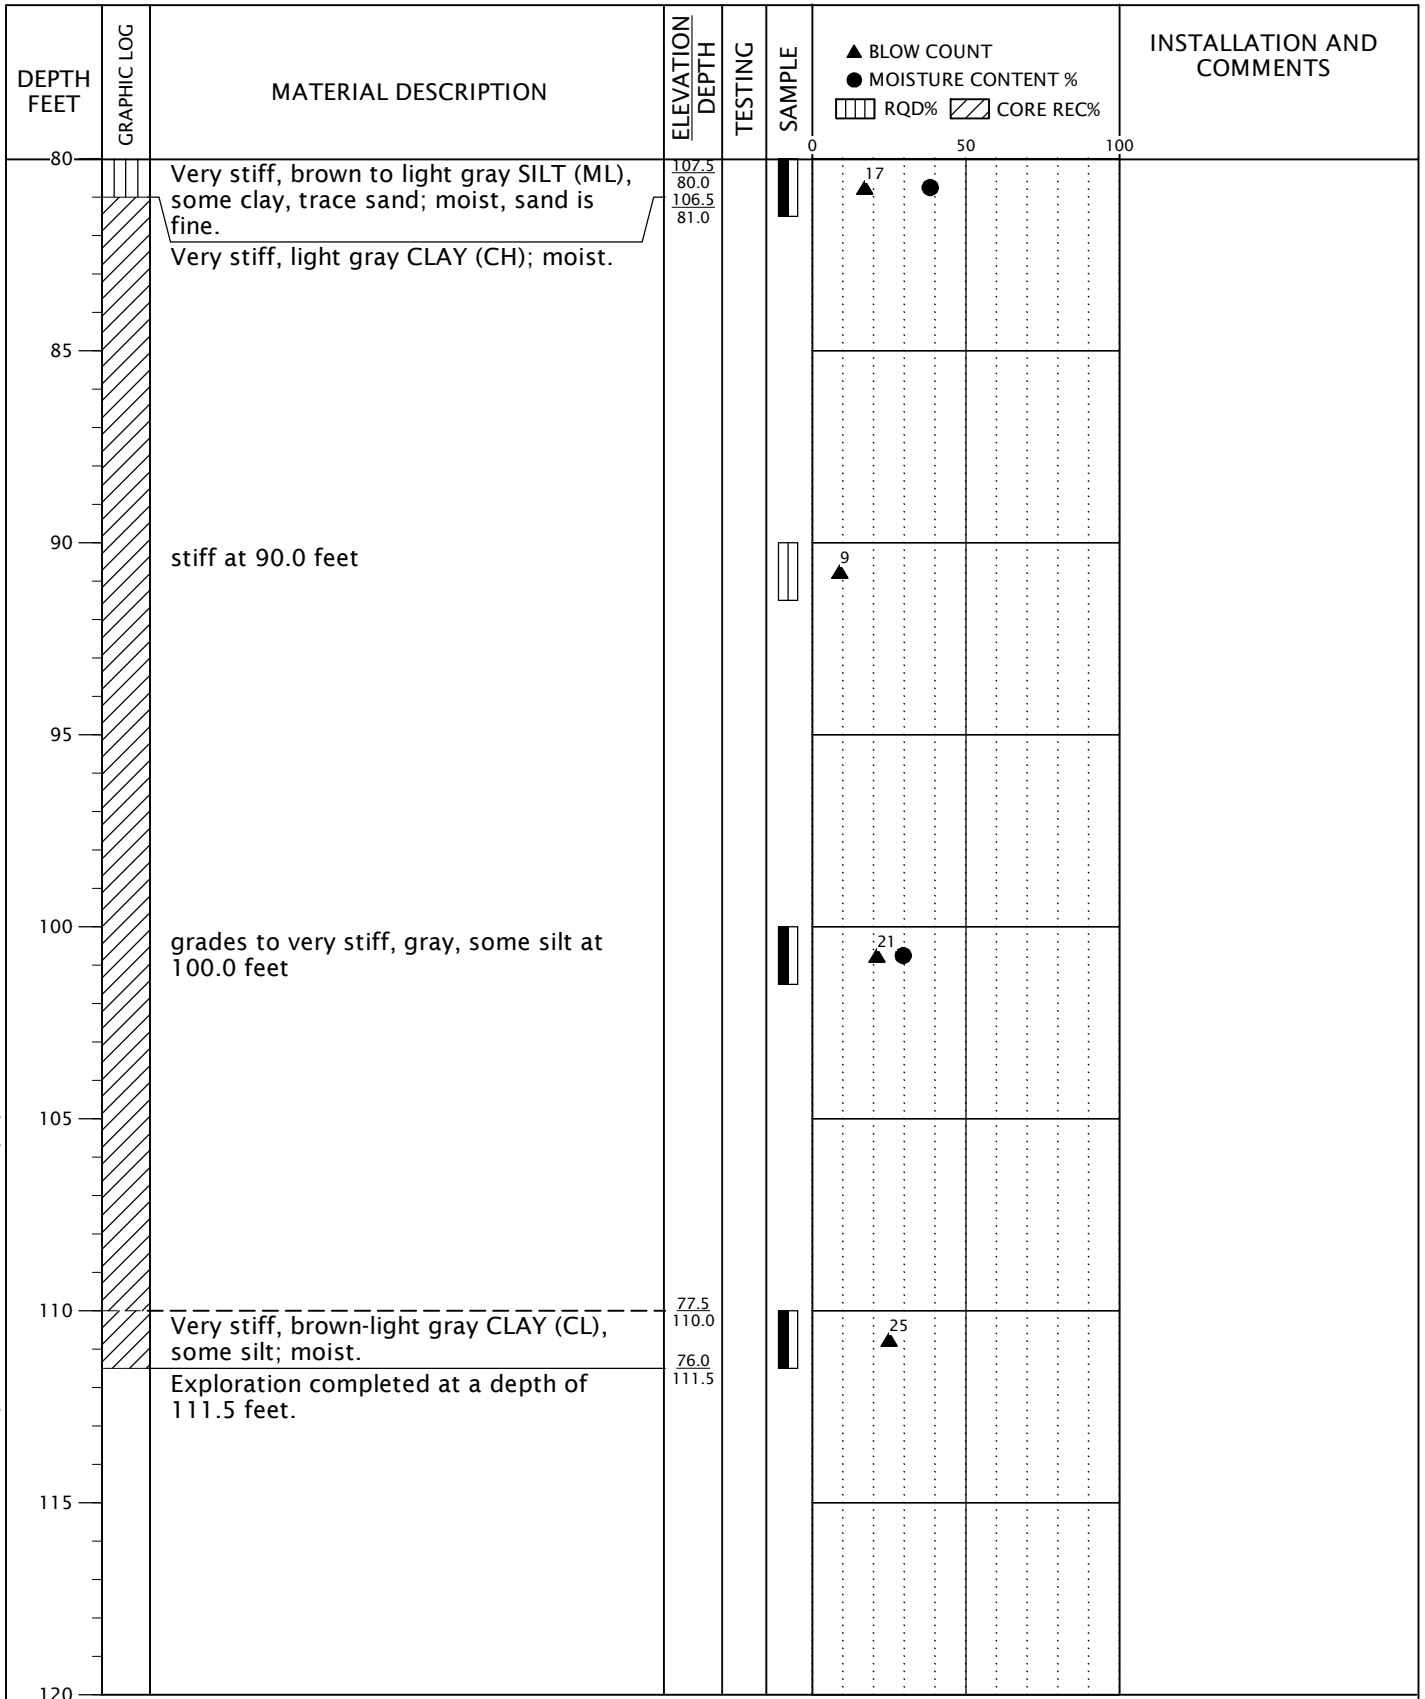 DEPTH
FEET
GRAPHIC LOG
MATERIAL DESCRIPTION
ELEVATION
DEPTH
TESTING
SAMPLE
▲ BLOW COUNT
● MOISTURE CONTENT %
RQD% CORE REC%
0 50 100
INSTALLATION AND
COMMENTS
80
Very stiff, brown to light gray SILT (ML),
some clay, trace sand; moist, sand is
fine.
107.5
80.0
106.5
81.0
17
Very stiff, light gray CLAY (CH); moist.
85
90
stiff at 90.0 feet
9
95
100
grades to very stiff, gray, some silt at
100.0 feet
21
105
110
77.5
110.0
Very stiff, brown-light gray CLAY (CL),
some silt; moist.
25
76.0
111.5
Exploration completed at a depth of
111.5 feet.
115
120